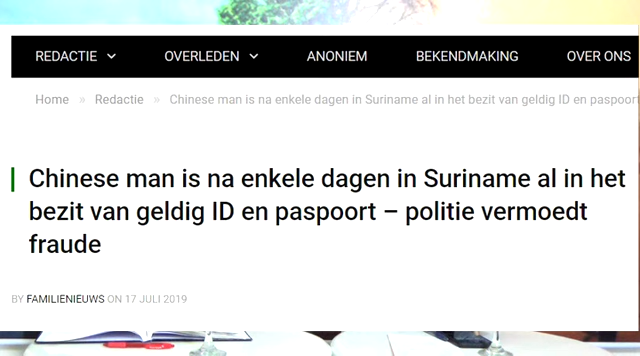 REDACTIE OVERLEDEN ANONIEM BEKENDMAKING OVER ONS
Home » Redactie » Chinese man is na enkele dagen in Suriname al in het bezit van geldig ID en paspoort
Chinese man is na enkele dagen in Suriname al in het
bezit van geldig ID en paspoort – politie vermoedt
fraude
BY FAMILIENIEUWS ON 17 JULI 2019